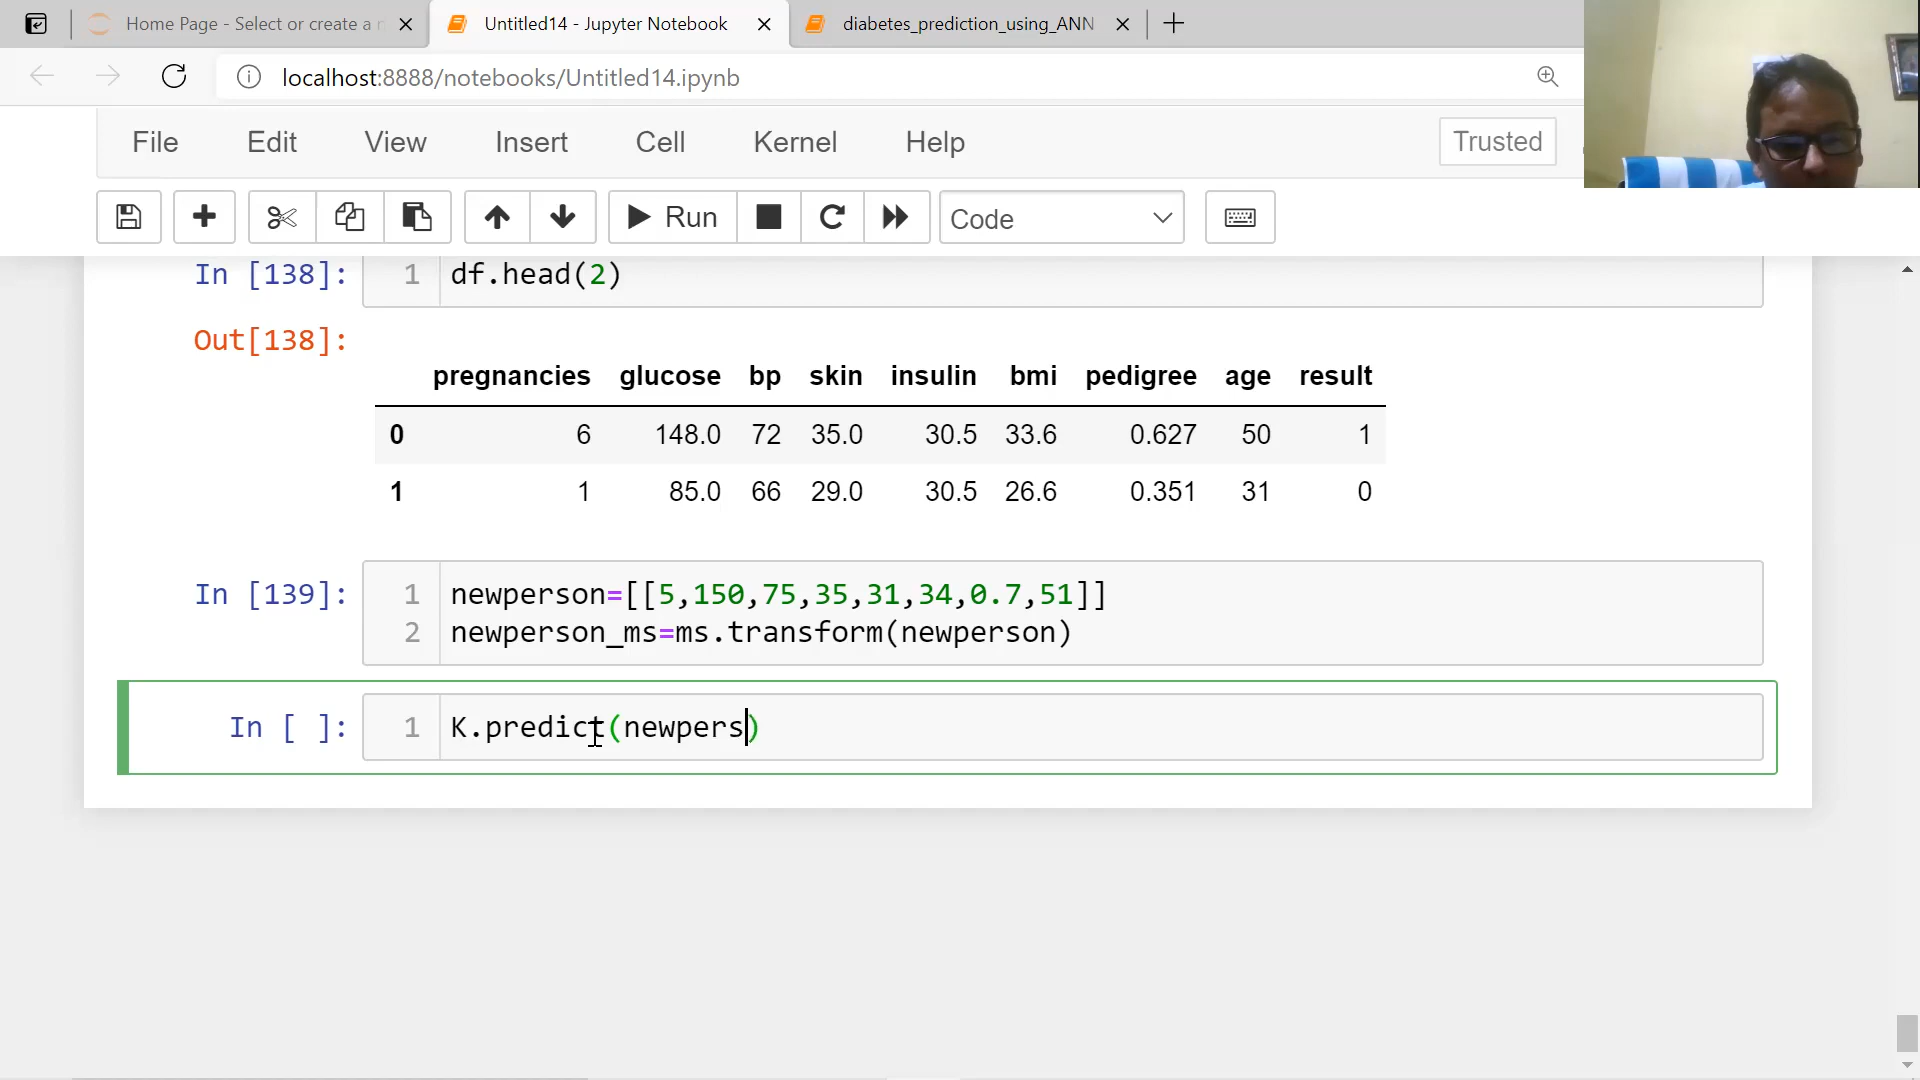 Home Page - Select or create a n
Untitled14 - Jupyter Notebook
diabetes_prediction_using_ANN
localhost:8888/notebooks/Untitled14.ipynb
File Edit View Insert Cell Kernel Help Trusted
Run Code
In [138]: 1 df.head(2)
Out[138]:
pregnancies glucose bp skin insulin bmi pedigree age result
0 6 148.0 72 35.0 30.5 33.6 0.627 50 1
1 1 85.0 66 29.0 30.5 26.6 0.351 31 0
In [139]: 1 newperson=[[5,150,75,35,31,34,0.7,51]]
2 newperson_ms=ms.transform(newperson)
In [ ]: 1 K.predict(newpers)